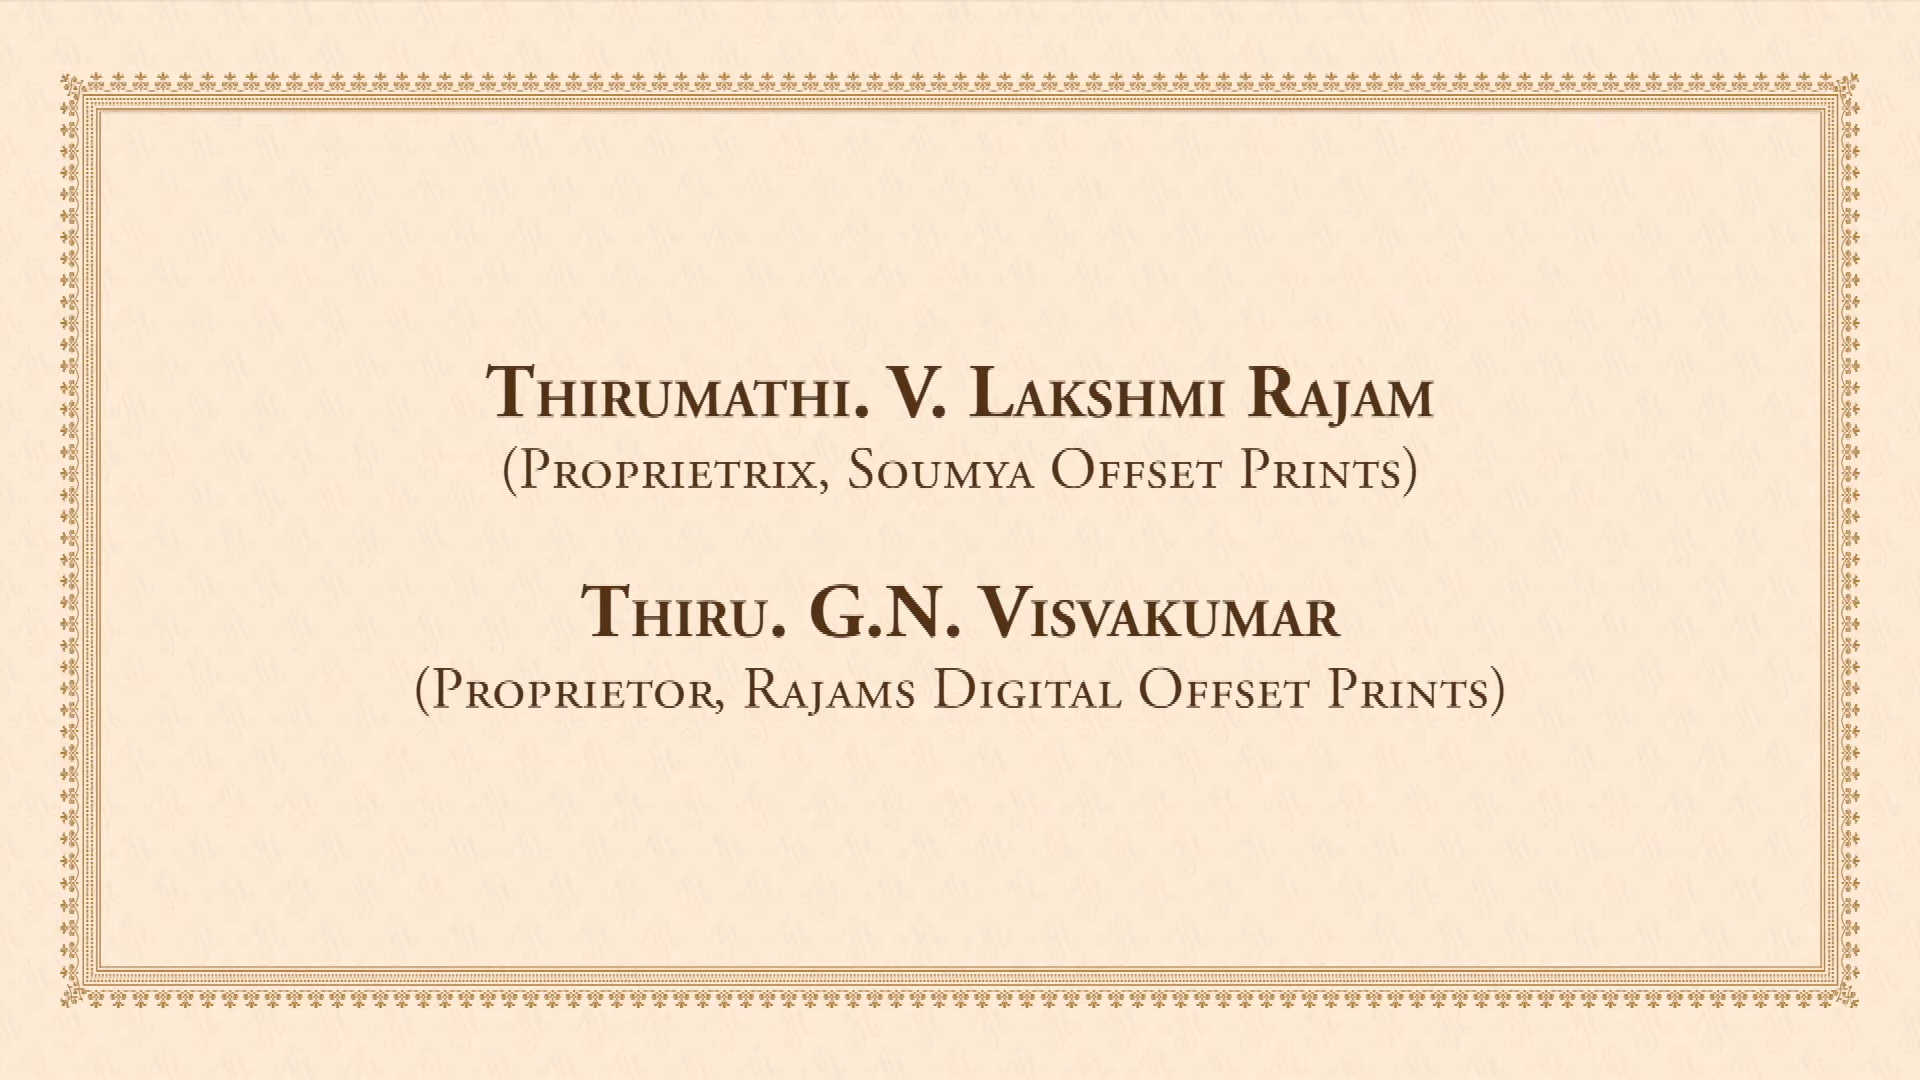 Thirumathi. V. Lakshmi Rajam
(Proprietrix, Soumya Offset Prints)
Thiru. G.N. Visvakumar
(Proprietor, Rajams Digital Offset Prints)